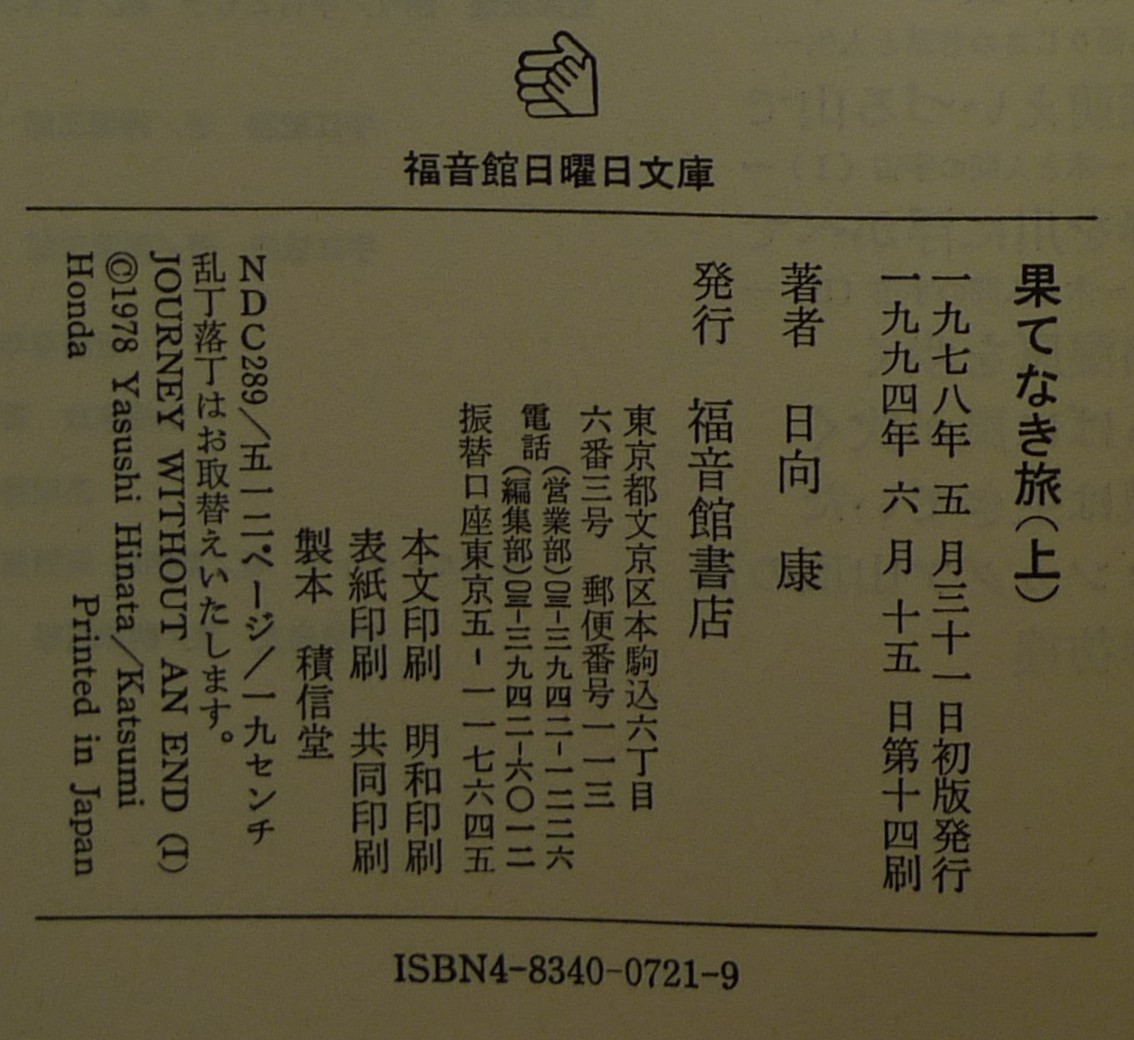 福音館日曜日文庫
果てなき旅(上)
一九七八年 五 月三十一日初版発行
一九九四年 六 月 十五 日第十四刷
著者 日向 康
発行 福音館書店
東京都文京区本駒込六丁目
六番三号 郵便番号一一三
電話(営業部)〇三-三九四二-一二二六
(編集部)〇三-三九四二-六〇一二
振替口座東京五-一一七六四五
本文印刷 明和印刷
表紙印刷 共同印刷
製本 積信堂
NDC289/五一二ページ/一九センチ
乱丁落丁はお取替えいたします。
JOURNEY WITHOUT AN END (I)
©1978 Yasushi Hinata/Katsumi
Honda Printed in Japan
ISBN4-8340-0721-9